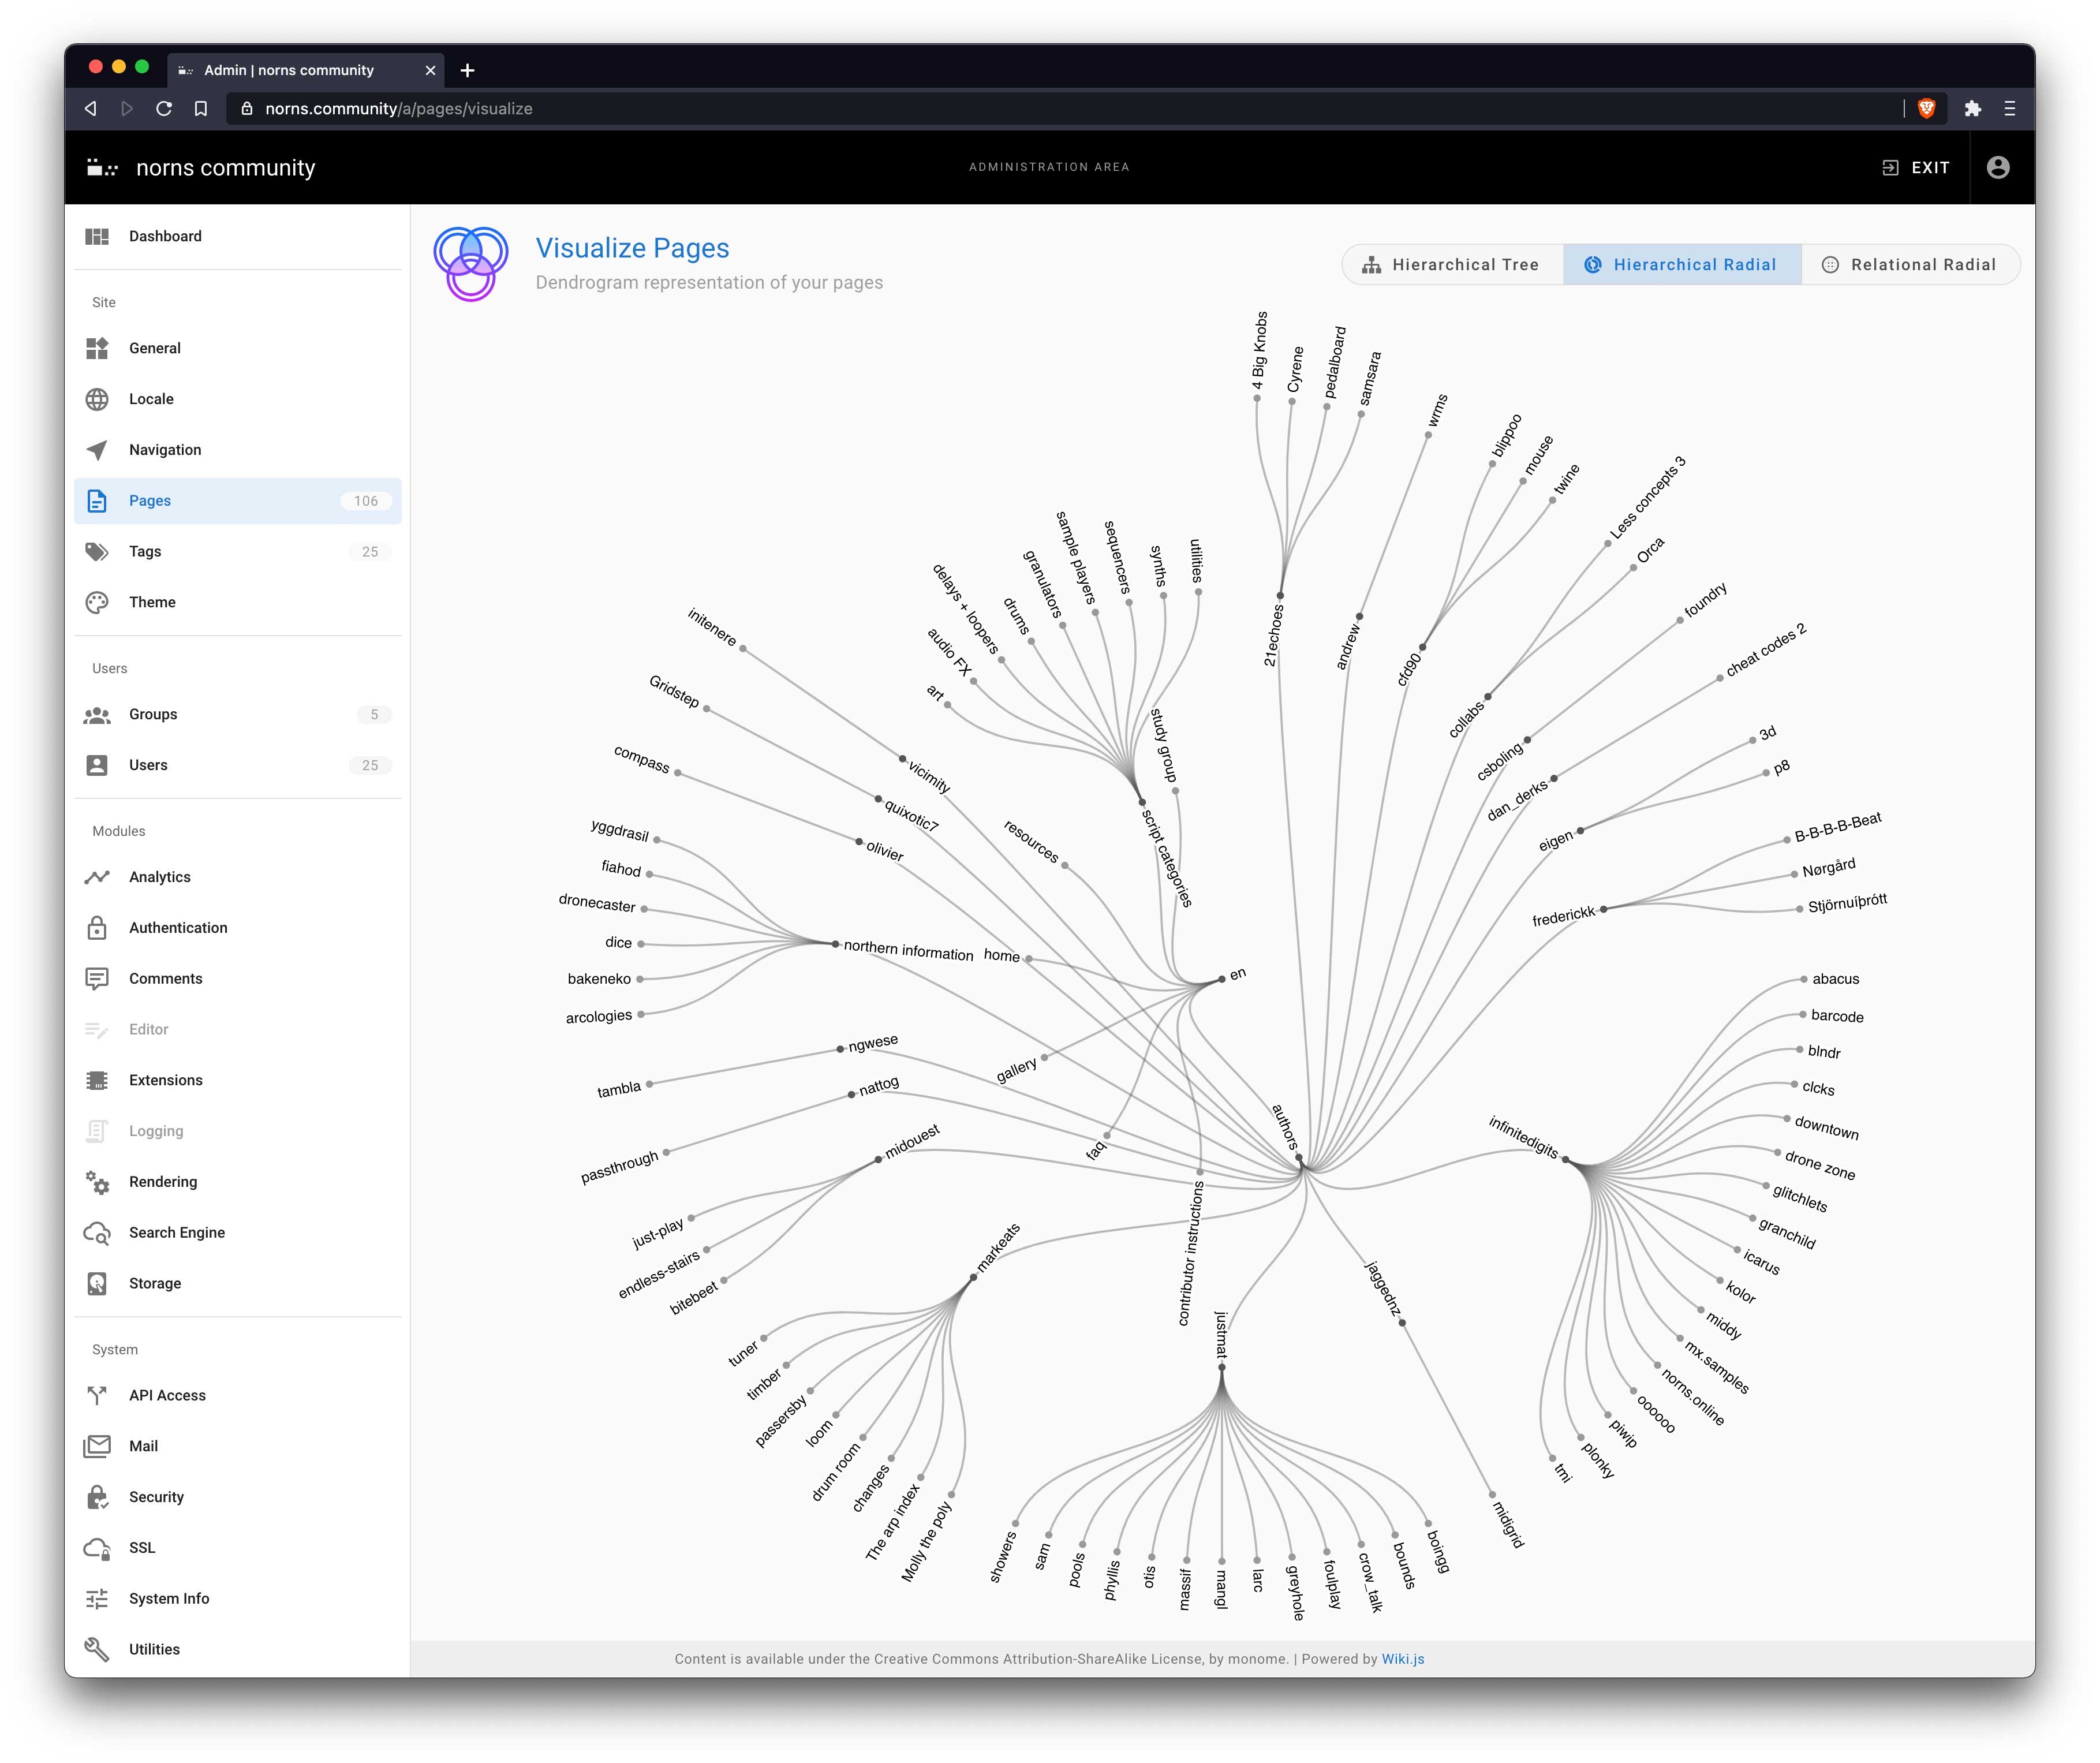 Admin | norns community
norns.community/a/pages/visualize
norns community
ADMINISTRATION AREA
EXIT
Dashboard
Site
General
Locale
Navigation
Pages 106
Tags 25
Theme
Users
Groups 5
Users 25
Modules
Analytics
Authentication
Comments
Editor
Extensions
Logging
Rendering
Search Engine
Storage
System
API Access
Mail
Security
SSL
System Info
Utilities
Visualize Pages
Dendrogram representation of your pages
Hierarchical Tree
Hierarchical Radial
Relational Radial
4 Big Knobs
Cyrene
pedalboard
samsara
21echoes
wrms
andrew
blippoo
mouse
twine
cfd90
Less concepts 3
Orca
collabs
foundry
csboling
cheat codes 2
dan_derks
3d
p8
eigen
B-B-B-B-Beat
Nørgård
Stjörnuíþrótt
frederickk
abacus
barcode
blndr
clcks
downtown
drone zone
glitchlets
granchild
icarus
kolor
middy
mx.samples
norns.online
oooooo
piwip
plonky
tmi
infinitedigits
midigrid
jaggednz
boingg
bounds
crow_talk
foulplay
greyhole
larc
mangl
massif
otis
phyllis
pools
sam
showers
justmat
Molly the poly
The arp index
changes
drum room
loom
passersby
timber
tuner
markeats
bitebeet
endless-stairs
just-play
midouest
passthrough
nattog
tambla
ngwese
arcologies
bakeneko
dice
dronecaster
fiahod
yggdrasil
northern information
compass
olivier
Gridstep
quixotic7
initenere
vicimity
authors
contributor instructions
faq
gallery
home
resources
en
art
audio FX
delays + loopers
drums
granulators
sample players
sequencers
synths
utilities
script categories
study group
Content is available under the Creative Commons Attribution-ShareAlike License, by monome. | Powered by Wiki.js